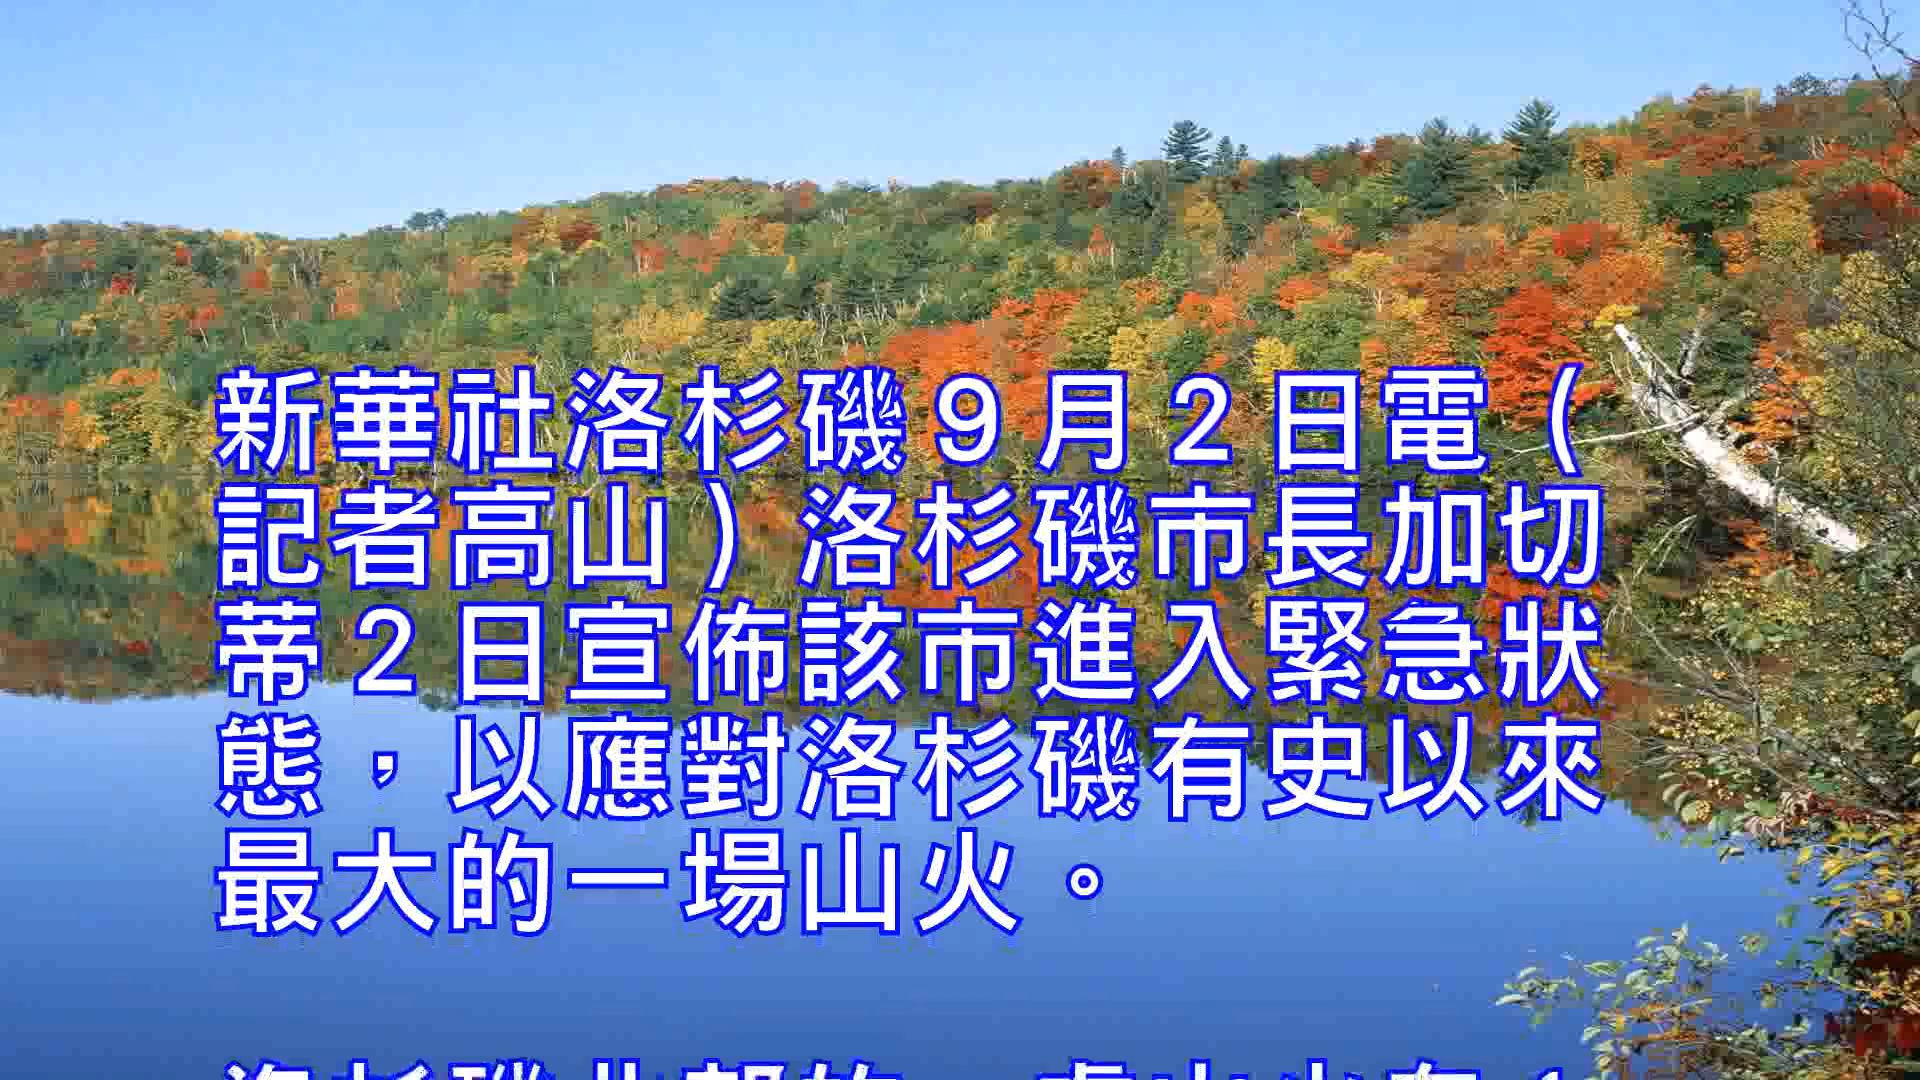 新華社洛杉磯9月2日電（
記者高山）洛杉磯市長加切
蒂2日宣佈該市進入緊急狀
態，以應對洛杉磯有史以來
最大的一場山火。